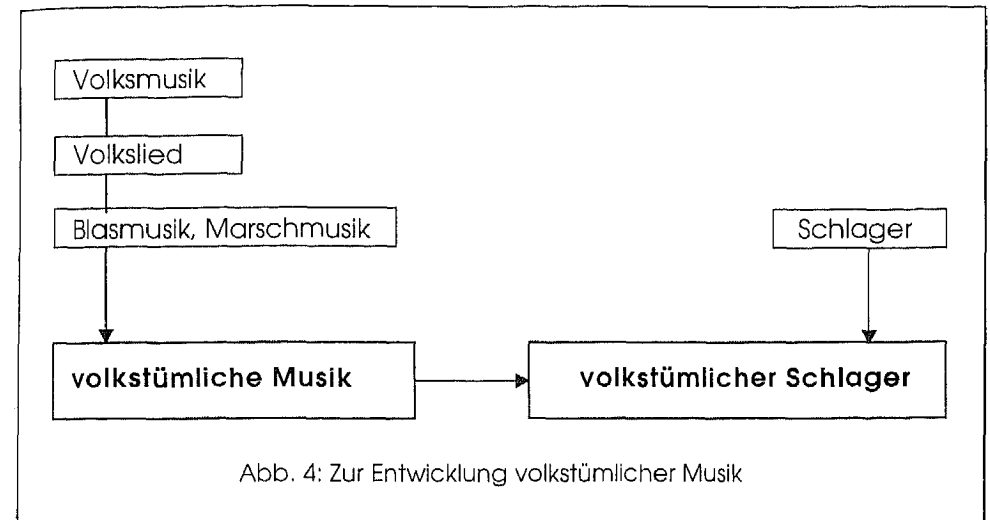 Volksmusik
Volkslied
Blasmusik, Marschmusik
Schlager
volkstümliche Musik
volkstümlicher Schlager
Abb. 4: Zur Entwicklung volkstümlicher Musik